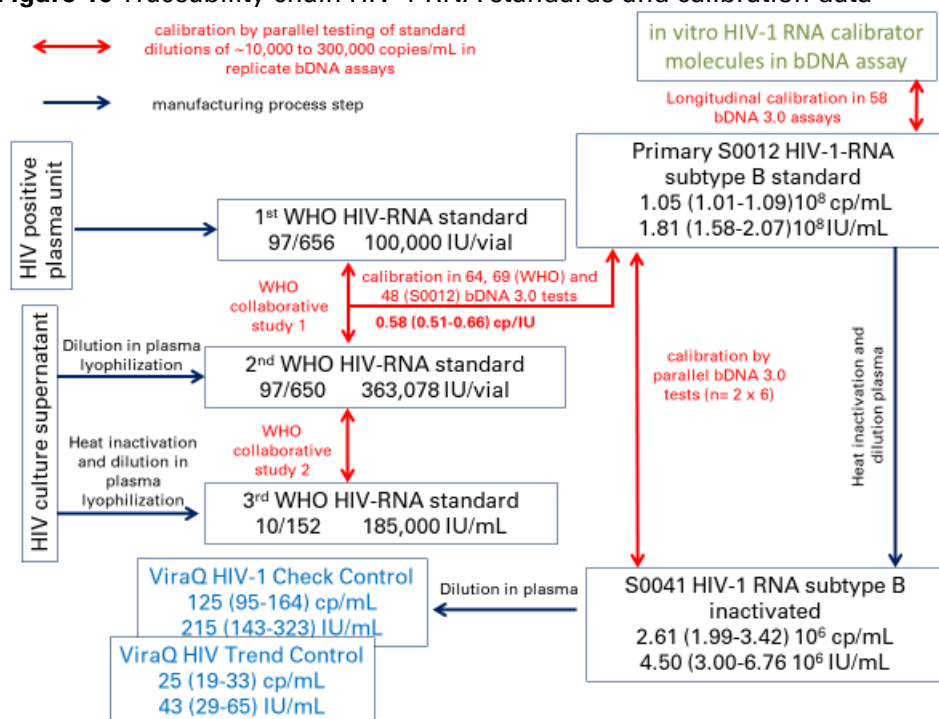 calibration by parallel testing of standard
dilutions of ~10,000 to 300,000 copies/mL in
replicate bDNA assays
manufacturing process step
in vitro HIV-1 RNA calibrator
molecules in bDNA assay
Longitudinal calibration in 58
bDNA 3.0 assays
HIV positive
plasma unit
1st WHO HIV-RNA standard
97/656 100,000 IU/vial
Primary S0012 HIV-1-RNA
subtype B standard
1.05 (1.01-1.09)10⁸ cp/mL
1.81 (1.58-2.07)10⁸ IU/mL
WHO
collaborative
study 1
calibration in 64, 69 (WHO) and
48 (S0012) bDNA 3.0 tests
0.58 (0.51-0.66) cp/IU
HIV culture supernatant
Dilution in plasma
lyophilization
2nd WHO HIV-RNA standard
97/650 363,078 IU/vial
calibration by
parallel bDNA 3.0
tests (n= 2 x 6)
Heat inactivation and
dilution plasma
Heat inactivation
and dilution in
plasma
lyophilization
WHO
collaborative
study 2
3rd WHO HIV-RNA standard
10/152 185,000 IU/mL
ViraQ HIV-1 Check Control
125 (95-164) cp/mL
215 (143-323) IU/mL
ViraQ HIV Trend Control
25 (19-33) cp/mL
43 (29-65) IU/mL
Dilution in plasma
S0041 HIV-1 RNA subtype B
inactivated
2.61 (1.99-3.42) 10⁶ cp/mL
4.50 (3.00-6.76 10⁶ IU/mL